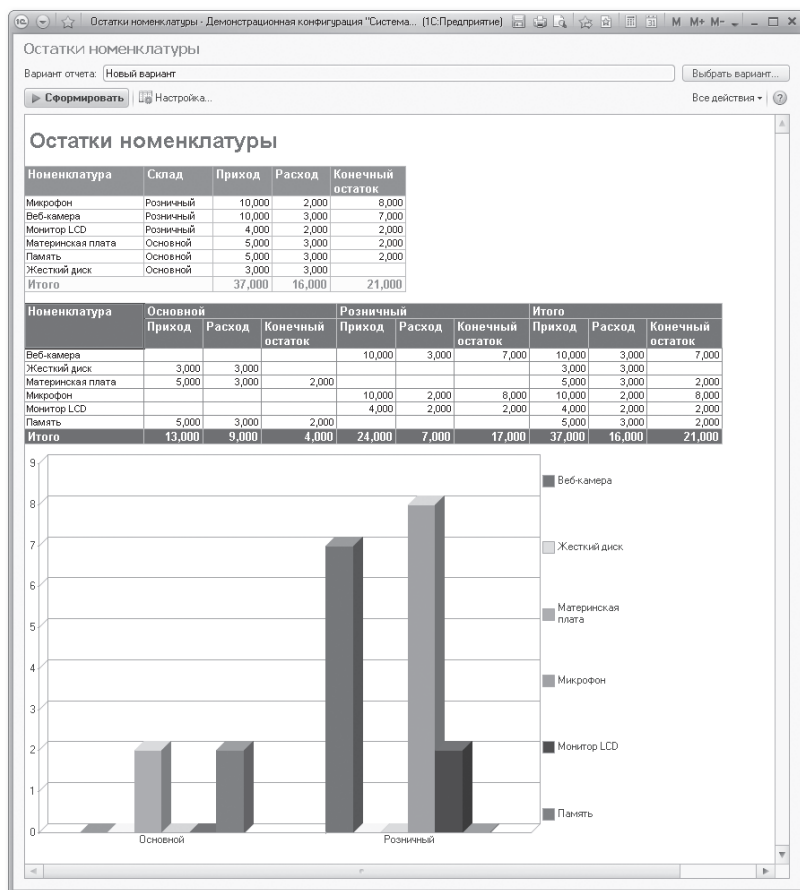 Остатки номенклатуры - Демонстрационная конфигурация "Система... (1С:Предприятие) M M+ M-
Остатки номенклатуры
Вариант отчета: Новый вариант Выбрать вариант...
Сформировать Настройка... Все действия
Остатки номенклатуры
Номенклатура Склад Приход Расход Конечный остаток
Микрофон Розничный 10,000 2,000 8,000
Веб-камера Розничный 10,000 3,000 7,000
Монитор LCD Розничный 4,000 2,000 2,000
Материнская плата Основной 5,000 3,000 2,000
Память Основной 5,000 3,000 2,000
Жесткий диск Основной 3,000 3,000
Итого 37,000 16,000 21,000
Номенклатура Основной Розничный Итого
Приход Расход Конечный остаток Приход Расход Конечный остаток Приход Расход Конечный остаток
Веб-камера 10,000 3,000 7,000 10,000 3,000 7,000
Жесткий диск 3,000 3,000 3,000 3,000
Материнская плата 5,000 3,000 2,000 5,000 3,000 2,000
Микрофон 10,000 2,000 8,000 10,000 2,000 8,000
Монитор LCD 4,000 2,000 2,000 4,000 2,000 2,000
Память 5,000 3,000 2,000 5,000 3,000 2,000
Итого 13,000 9,000 4,000 24,000 7,000 17,000 37,000 16,000 21,000
9
8
7
6
5
4
3
2
1
0
Основной Розничный
Веб-камера
Жесткий диск
Материнская
плата
Микрофон
Монитор LCD
Память